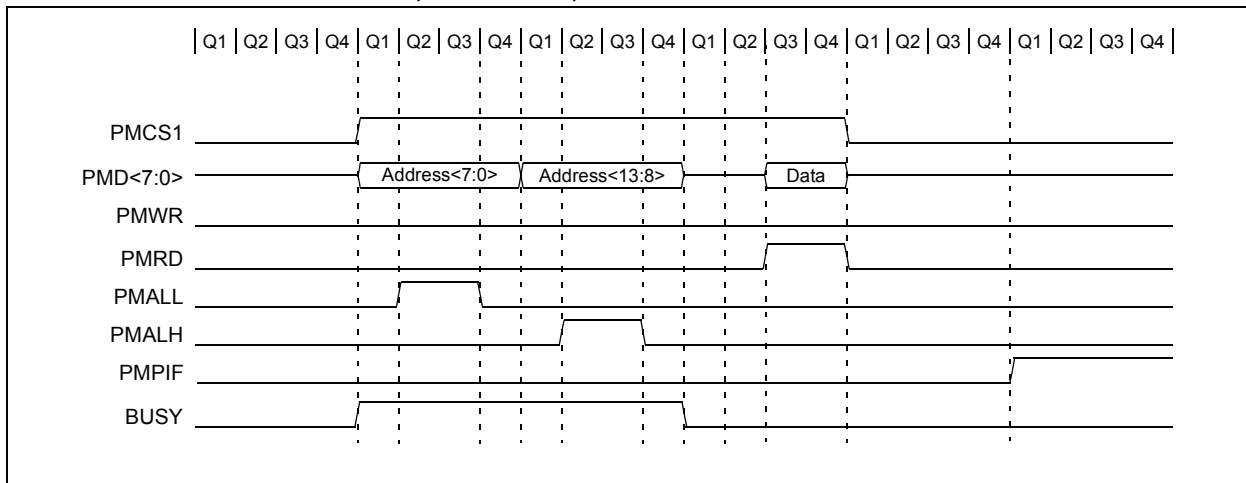 Q1 Q2 Q3 Q4 Q1 Q2 Q3 Q4 Q1 Q2 Q3 Q4 Q1 Q2 Q3 Q4 Q1 Q2 Q3 Q4 Q1 Q2 Q3 Q4
PMCS1
PMD<7:0> Address<7:0> Address<13:8> Data
PMWR
PMRD
PMALL
PMALH
PMPIF
BUSY